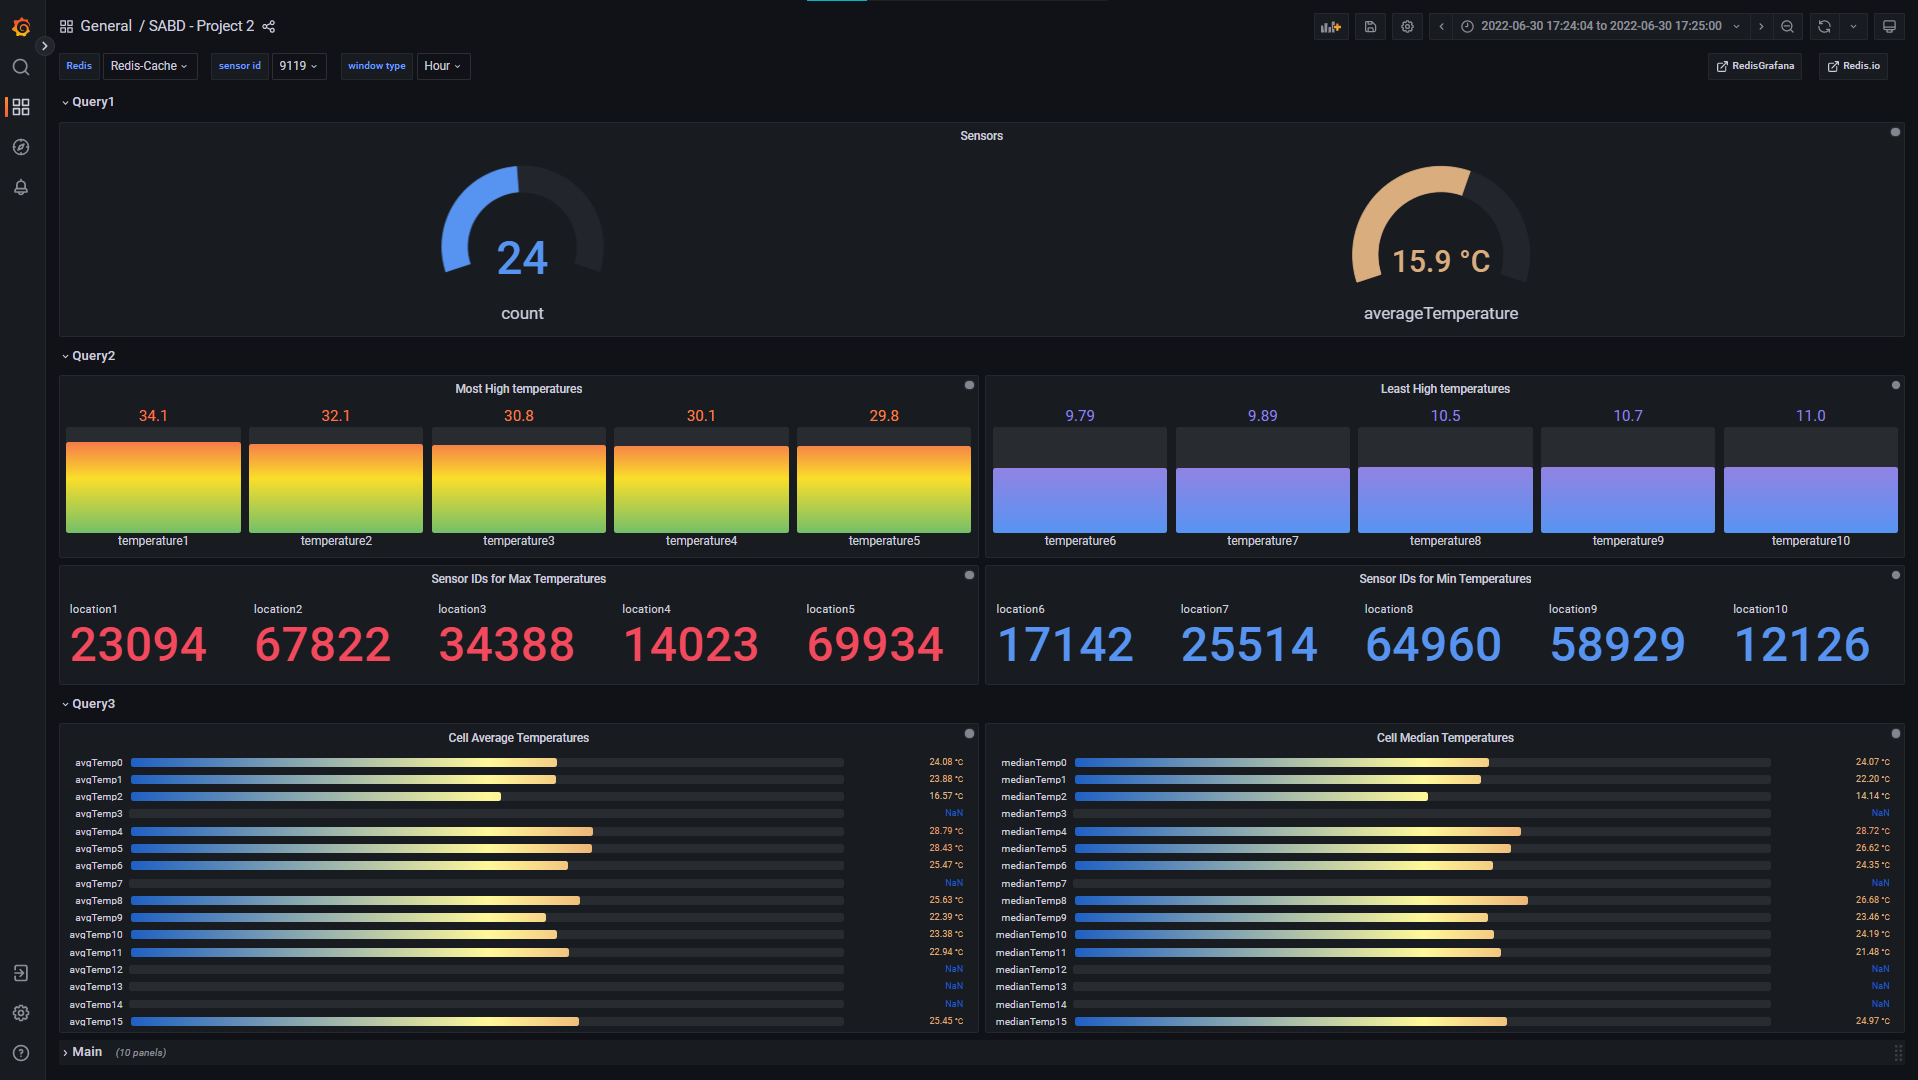 General / SABD - Project 2
2022-06-30 17:24:04 to 2022-06-30 17:25:00
Redis Redis-Cache sensor id 9119 window type Hour RedisGrafana Redis.io
Query1
Sensors
24
count
15.9 °C
averageTemperature
Query2
Most High temperatures
34.1 32.1 30.8 30.1 29.8
temperature1 temperature2 temperature3 temperature4 temperature5
Least High temperatures
9.79 9.89 10.5 10.7 11.0
temperature6 temperature7 temperature8 temperature9 temperature10
Sensor IDs for Max Temperatures
location1 location2 location3 location4 location5
23094 67822 34388 14023 69934
Sensor IDs for Min Temperatures
location6 location7 location8 location9 location10
17142 25514 64960 58929 12126
Query3
Cell Average Temperatures
avgTemp0 24.08 °C
avgTemp1 23.88 °C
avgTemp2 16.57 °C
avgTemp3 NaN
avgTemp4 28.79 °C
avgTemp5 28.43 °C
avgTemp6 25.47 °C
avgTemp7 NaN
avgTemp8 25.63 °C
avgTemp9 22.39 °C
avgTemp10 23.38 °C
avgTemp11 22.94 °C
avgTemp12 NaN
avgTemp13 NaN
avgTemp14 NaN
avgTemp15 25.45 °C
Cell Median Temperatures
medianTemp0 24.07 °C
medianTemp1 22.20 °C
medianTemp2 14.14 °C
medianTemp3 NaN
medianTemp4 28.72 °C
medianTemp5 26.62 °C
medianTemp6 24.35 °C
medianTemp7 NaN
medianTemp8 26.68 °C
medianTemp9 23.46 °C
medianTemp10 24.19 °C
medianTemp11 21.48 °C
medianTemp12 NaN
medianTemp13 NaN
medianTemp14 NaN
medianTemp15 24.97 °C
Main (10 panels)